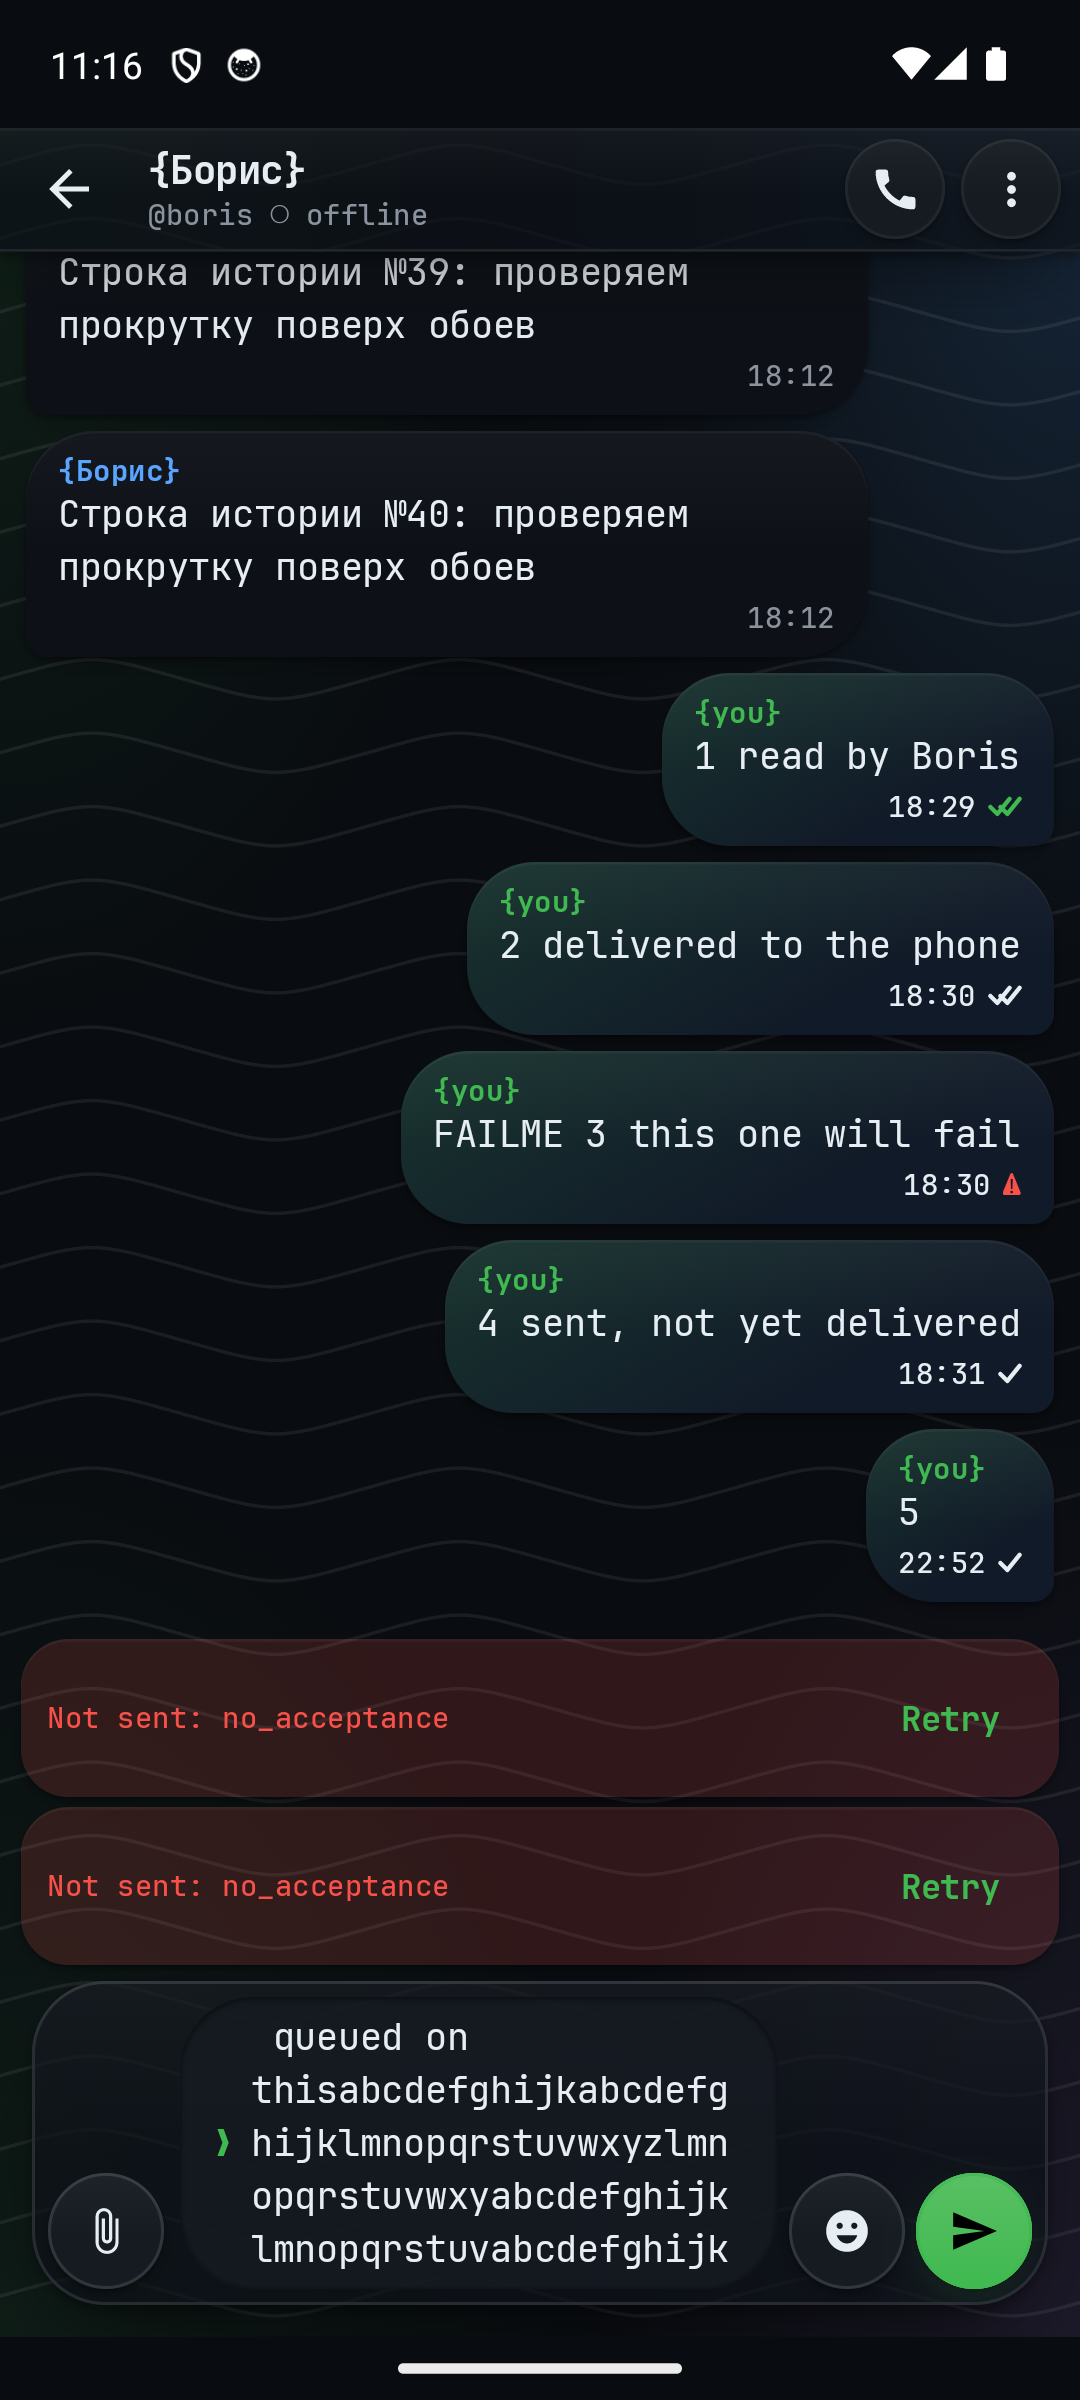 11:16
{Борис}
@boris ○ offline
Строка истории №39: проверяем
прокрутку поверх обоев
18:12
{Борис}
Строка истории №40: проверяем
прокрутку поверх обоев
18:12
{you}
1 read by Boris
18:29
{you}
2 delivered to the phone
18:30
{you}
FAILME 3 this one will fail
18:30
{you}
4 sent, not yet delivered
18:31
{you}
5
22:52
Not sent: no_acceptance
Retry
Not sent: no_acceptance
Retry
queued on
thisabcdefghijkabcdefg
❯ hijklmnopqrstuvwxyzlmn
opqrstuvwxyabcdefghijk
lmnopqrstuvabcdefghijk